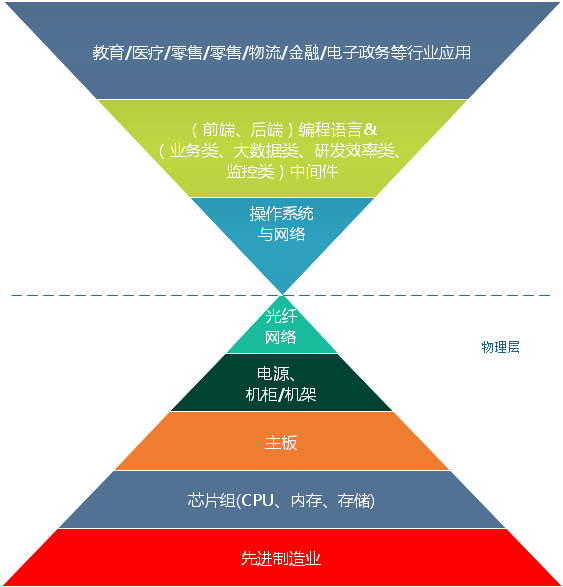 教育/医疗/零售/零售/物流/金融/电子政务等行业应用
（前端、后端）编程语言&
（业务类、大数据类、研发效率类、
监控类）中间件
操作系统
与网络
光纤
网络
物理层
电源、
机柜/机架
主板
芯片组(CPU、内存、存储)
先进制造业